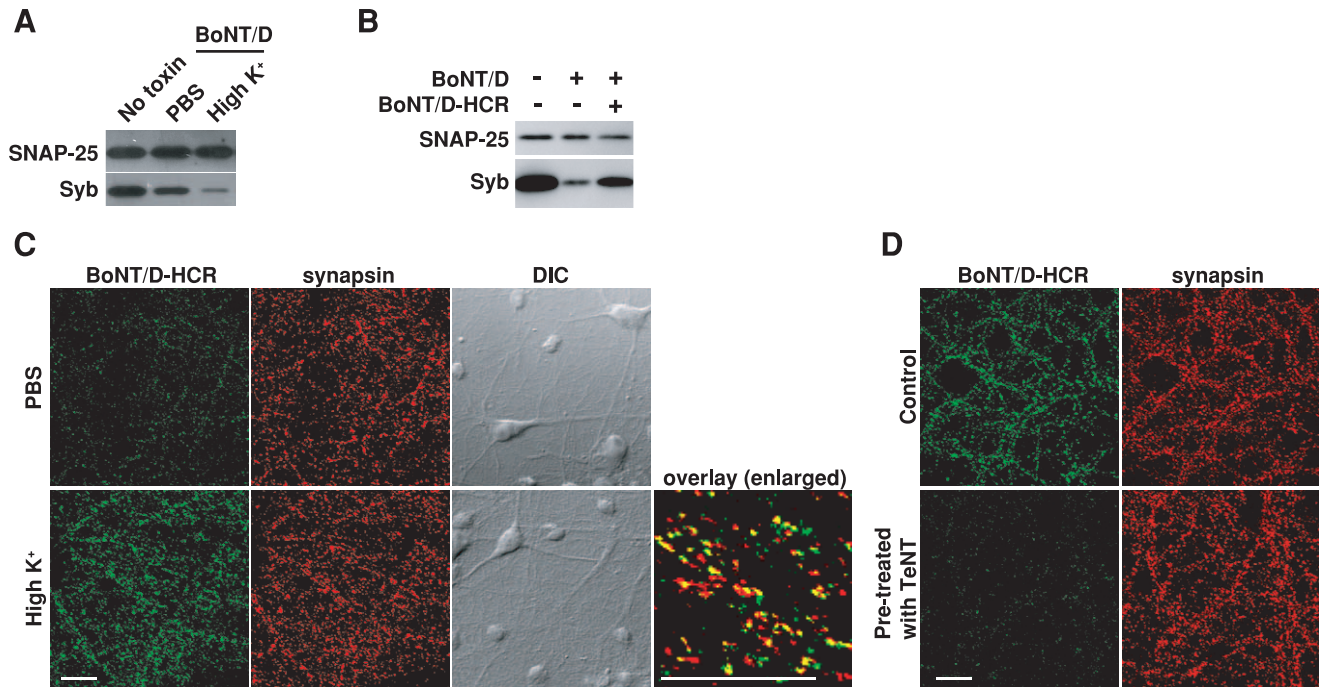 A
BoNT/D
No toxin
PBS
High K⁺
SNAP-25
Syb
B
BoNT/D - + +
BoNT/D-HCR - - +
SNAP-25
Syb
C
BoNT/D-HCR synapsin DIC
PBS
High K⁺
overlay (enlarged)
D
BoNT/D-HCR synapsin
Control
Pre-treated
with TeNT